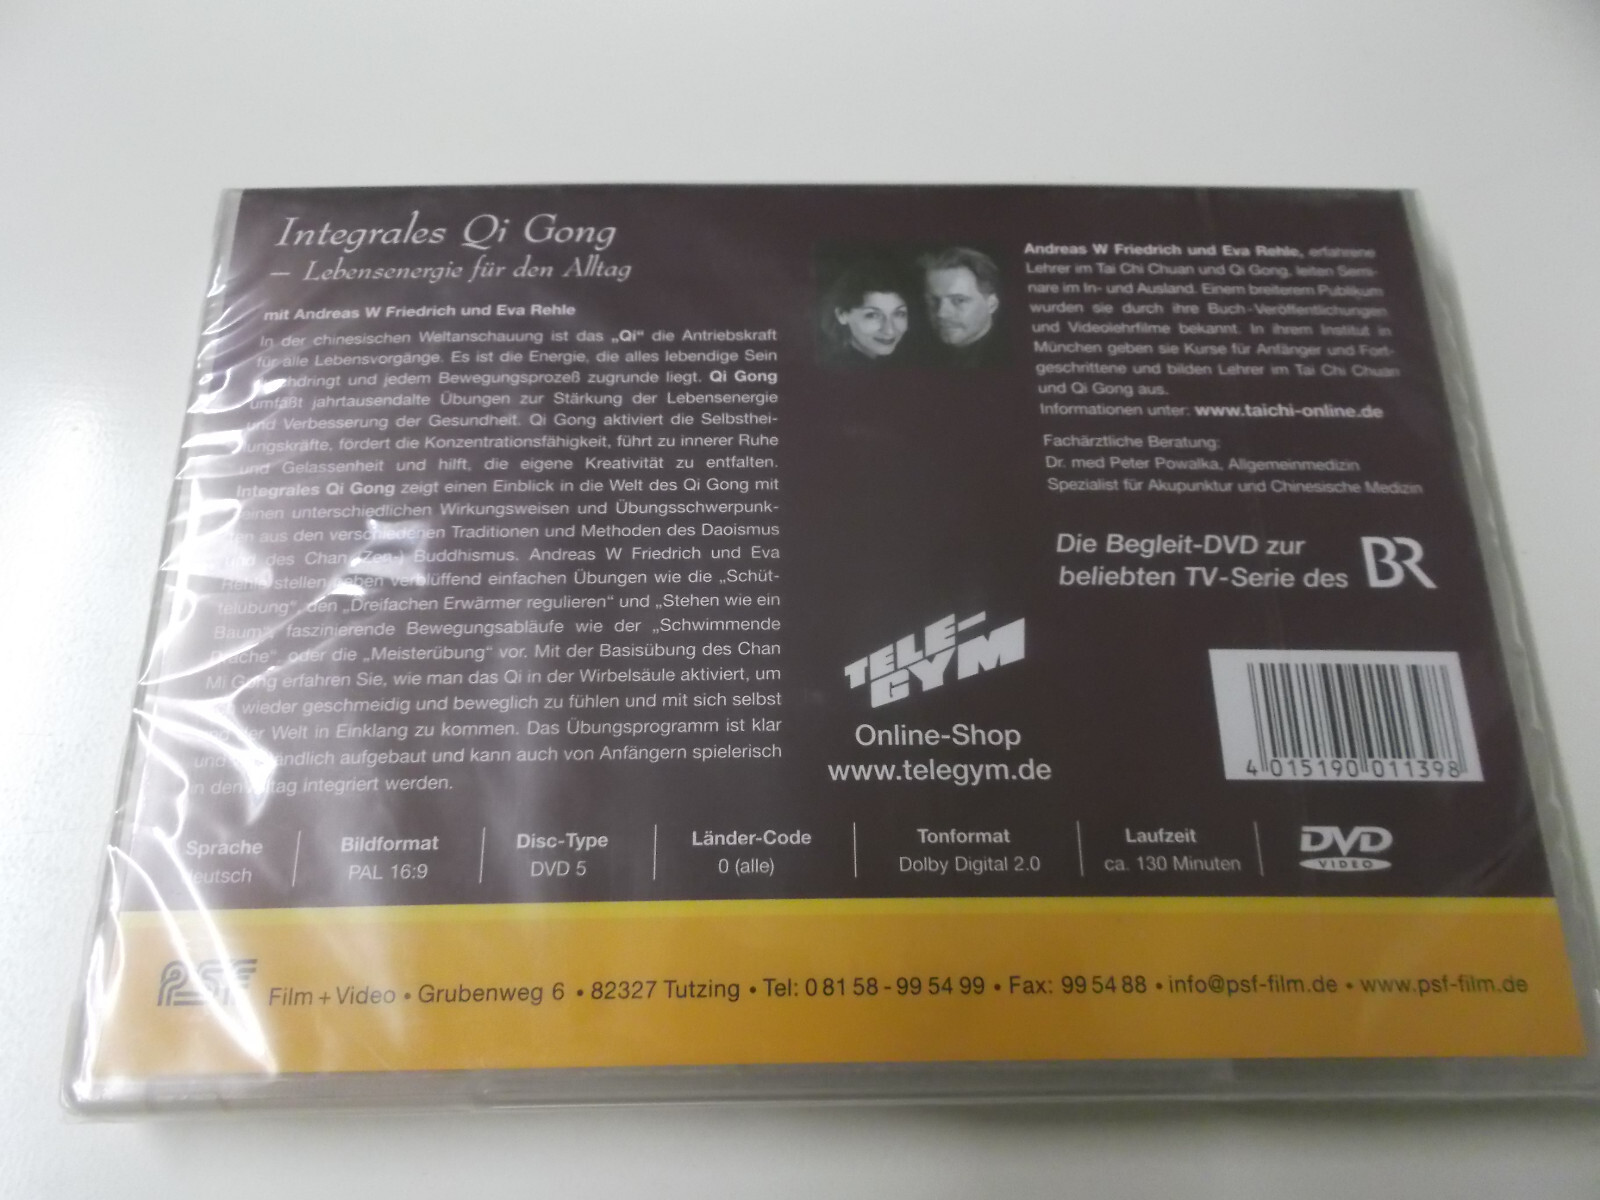 Integrales Qi Gong
– Lebensenergie für den Alltag
mit Andreas W Friedrich und Eva Rehle
In der chinesischen Weltanschauung ist das „Qi“ die Antriebskraft
für alle Lebensvorgänge. Es ist die Energie, die alles lebendige Sein
durchdringt und jedem Bewegungsprozeß zugrunde liegt. Qi Gong
umfaßt jahrtausendalte Übungen zur Stärkung der Lebensenergie
und Verbesserung der Gesundheit. Qi Gong aktiviert die Selbsthei-
lungskräfte, fördert die Konzentrationsfähigkeit, führt zu innerer Ruhe
und Gelassenheit und hilft, die eigene Kreativität zu entfalten.
Integrales Qi Gong zeigt einen Einblick in die Welt des Qi Gong mit
seinen unterschiedlichen Wirkungsweisen und Übungsschwerpunk-
ten aus den verschiedenen Traditionen und Methoden des Daoismus
und des Chan (Zen-) Buddhismus. Andreas W Friedrich und Eva
Rehle stellen neben verblüffend einfachen Übungen wie die „Schüt-
telübung“, den „Dreifachen Erwärmer regulieren“ und „Stehen wie ein
Baum“, faszinierende Bewegungsabläufe wie der „Schwimmende
Drache“, oder die „Meisterübung“ vor. Mit der Basisübung des Chan
Mi Gong erfahren Sie, wie man das Qi in der Wirbelsäule aktiviert, um
wieder geschmeidig und beweglich zu fühlen und mit sich selbst
und der Welt in Einklang zu kommen. Das Übungsprogramm ist klar
und verständlich aufgebaut und kann auch von Anfängern spielerisch
in den Alltag integriert werden.
Andreas W Friedrich und Eva Rehle, erfahrene
Lehrer im Tai Chi Chuan und Qi Gong, leiten Semi-
nare im In- und Ausland. Einem breiterem Publikum
wurden sie durch ihre Buch-Veröffentlichungen
und Videolehrfilme bekannt. In ihrem Institut in
München geben sie Kurse für Anfänger und Fort-
geschrittene und bilden Lehrer im Tai Chi Chuan
und Qi Gong aus.
Informationen unter: www.taichi-online.de
Fachärztliche Beratung:
Dr. med Peter Powalka, Allgemeinmedizin
Spezialist für Akupunktur und Chinesische Medizin
Die Begleit-DVD zur
beliebten TV-Serie des BR
TELE-
GYM
Online-Shop
www.telegym.de
4 015190 011398
Sprache
deutsch
Bildformat
PAL 16:9
Disc-Type
DVD 5
Länder-Code
0 (alle)
Tonformat
Dolby Digital 2.0
Laufzeit
ca. 130 Minuten
DVD
VIDEO
PSF Film + Video • Grubenweg 6 • 82327 Tutzing • Tel: 0 81 58 - 99 54 99 • Fax: 99 54 88 • info@psf-film.de • www.psf-film.de